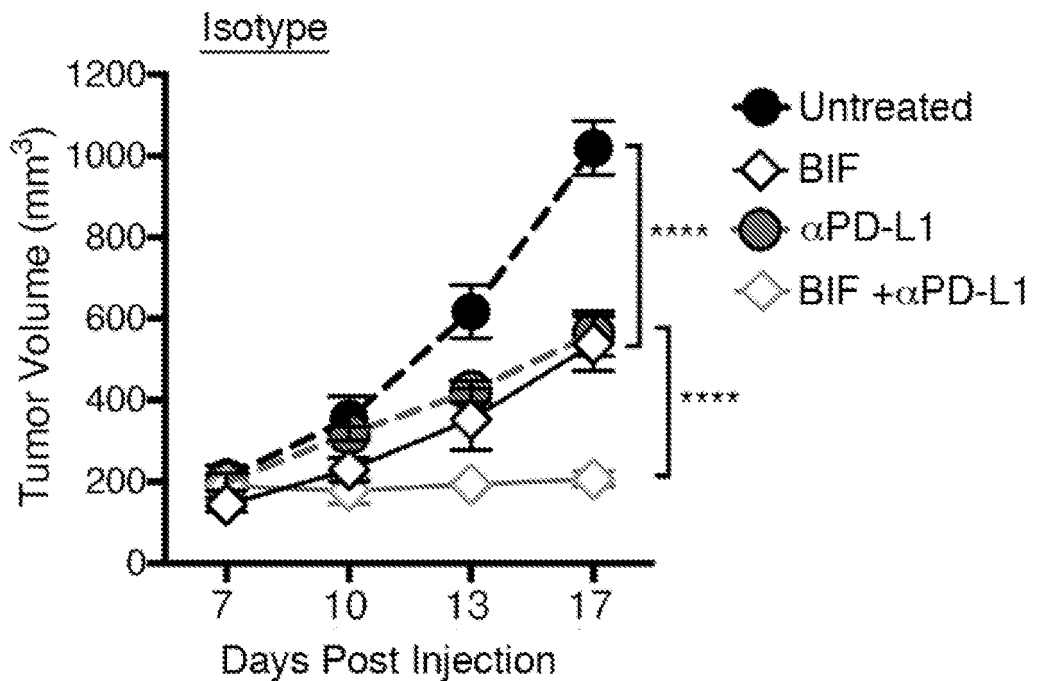 Isotype
1200
1000
800
600
400
200
0
Tumor Volume (mm³)
7 10 13 17
Days Post Injection
Untreated
BIF
αPD-L1
BIF +αPD-L1
****
****